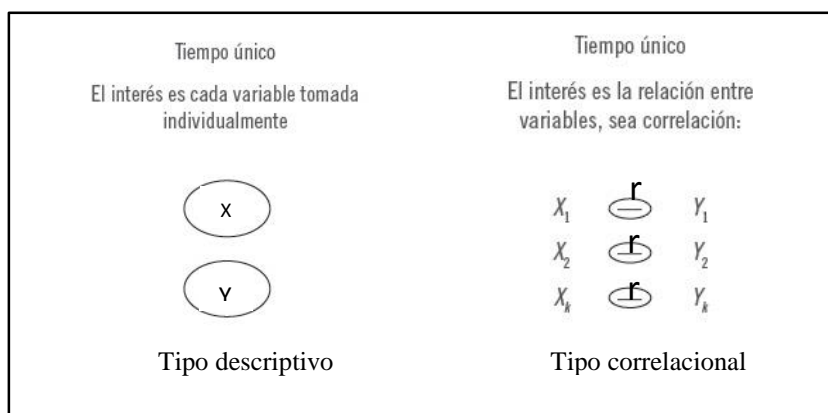 Tiempo único
El interés es cada variable tomada
individualmente
X
Y
Tipo descriptivo
Tiempo único
El interés es la relación entre
variables, sea correlación:
X₁ r Y₁
X₂ r Y₂
Xₖ r Yₖ
Tipo correlacional